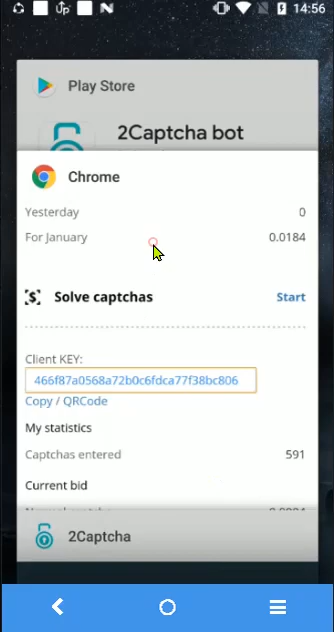 14:56
Play Store
2Captcha bot
Chrome
Yesterday 0
For January 0.0184
Solve captchas Start
Client KEY:
466f87a0568a72b0c6fdca77f38bc806
Copy / QRCode
My statistics
Captchas entered 591
Current bid
2Captcha